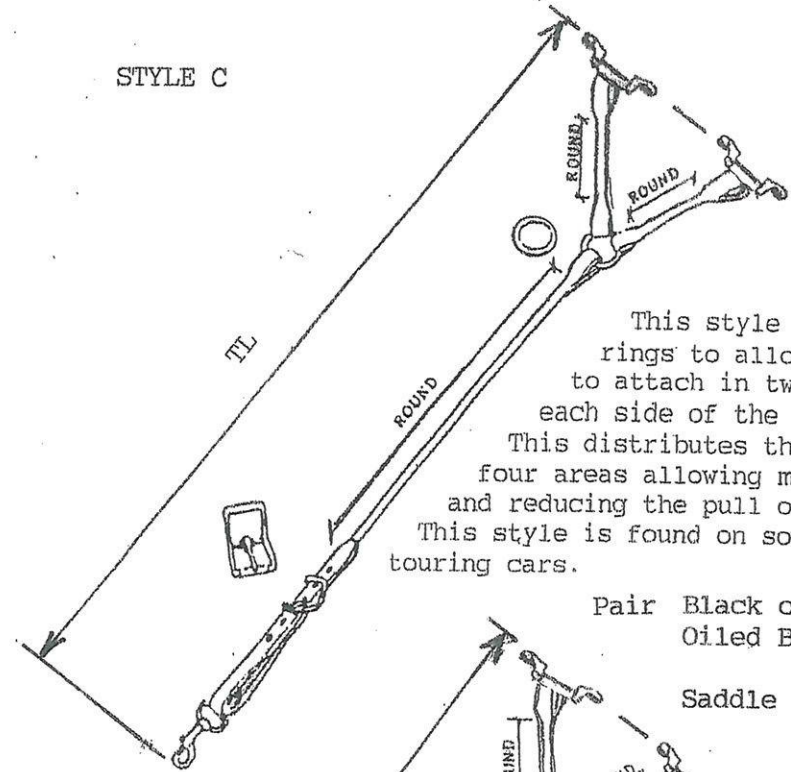 STYLE C
ROUND
ROUND
TL
ROUND
This style
rings to allo
to attach in tw
each side of the
This distributes th
four areas allowing m
and reducing the pull o
This style is found on so
touring cars.
Pair Black o
Oiled B
Saddle
UND